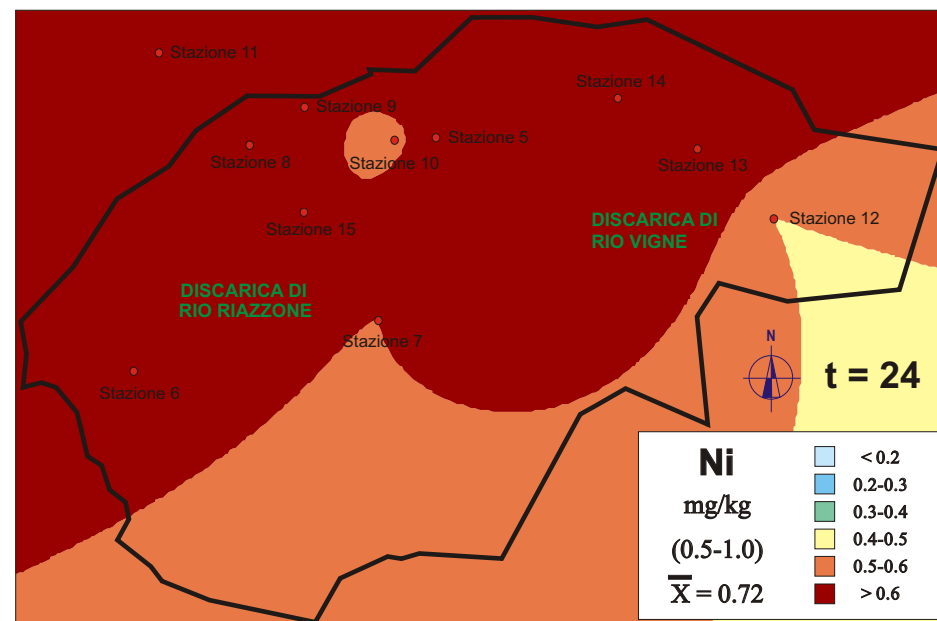 Stazione 11
Stazione 14
Stazione 9
Stazione 5
Stazione 8
Stazione 10
Stazione 13
Stazione 12
Stazione 15
DISCARICA DI
RIO VIGNE
DISCARICA DI
RIO RIAZZONE
Stazione 7
N
Stazione 6
t = 24
Ni
mg/kg
(0.5-1.0)
X̅ = 0.72
< 0.2
0.2-0.3
0.3-0.4
0.4-0.5
0.5-0.6
> 0.6